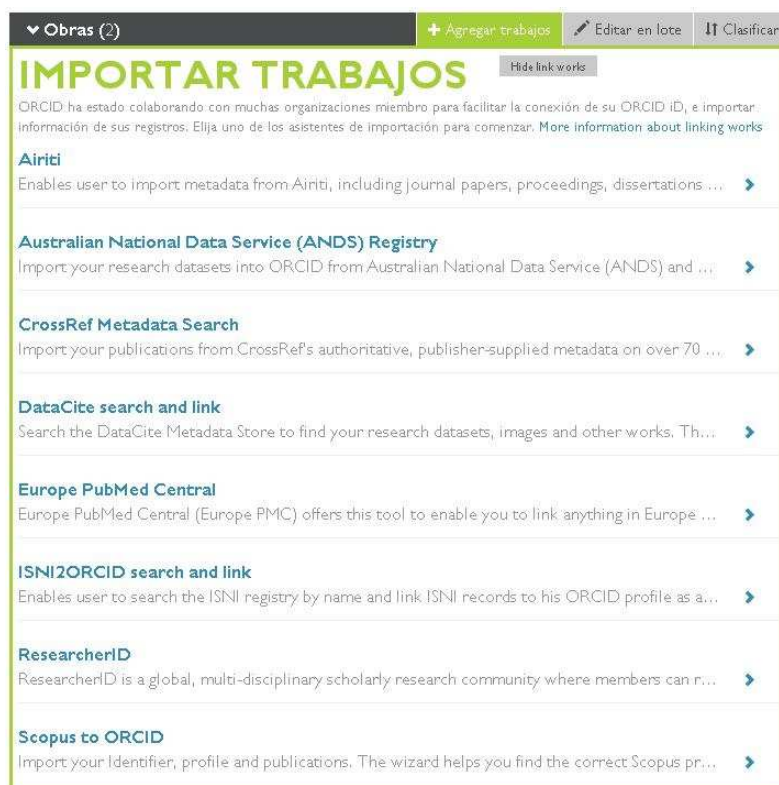 Obras (2)
Agregar trabajos
Editar en lote
Clasificar
IMPORTAR TRABAJOS
Hide link works
ORCID ha estado colaborando con muchas organizaciones miembro para facilitar la conexión de su ORCID iD, e importar
información de sus registros. Elija uno de los asistentes de importación para comenzar. More information about linking works
Airiti
Enables user to import metadata from Airiti, including journal papers, proceedings, dissertations ...
Australian National Data Service (ANDS) Registry
Import your research datasets into ORCID from Australian National Data Service (ANDS) and ...
CrossRef Metadata Search
Import your publications from CrossRef's authoritative, publisher-supplied metadata on over 70 ...
DataCite search and link
Search the DataCite Metadata Store to find your research datasets, images and other works. Th...
Europe PubMed Central
Europe PubMed Central (Europe PMC) offers this tool to enable you to link anything in Europe ...
ISNI2ORCID search and link
Enables user to search the ISNI registry by name and link ISNI records to his ORCID profile as a...
ResearcherID
ResearcherID is a global, multi-disciplinary scholarly research community where members can r...
Scopus to ORCID
Import your Identifier, profile and publications. The wizard helps you find the correct Scopus pr...